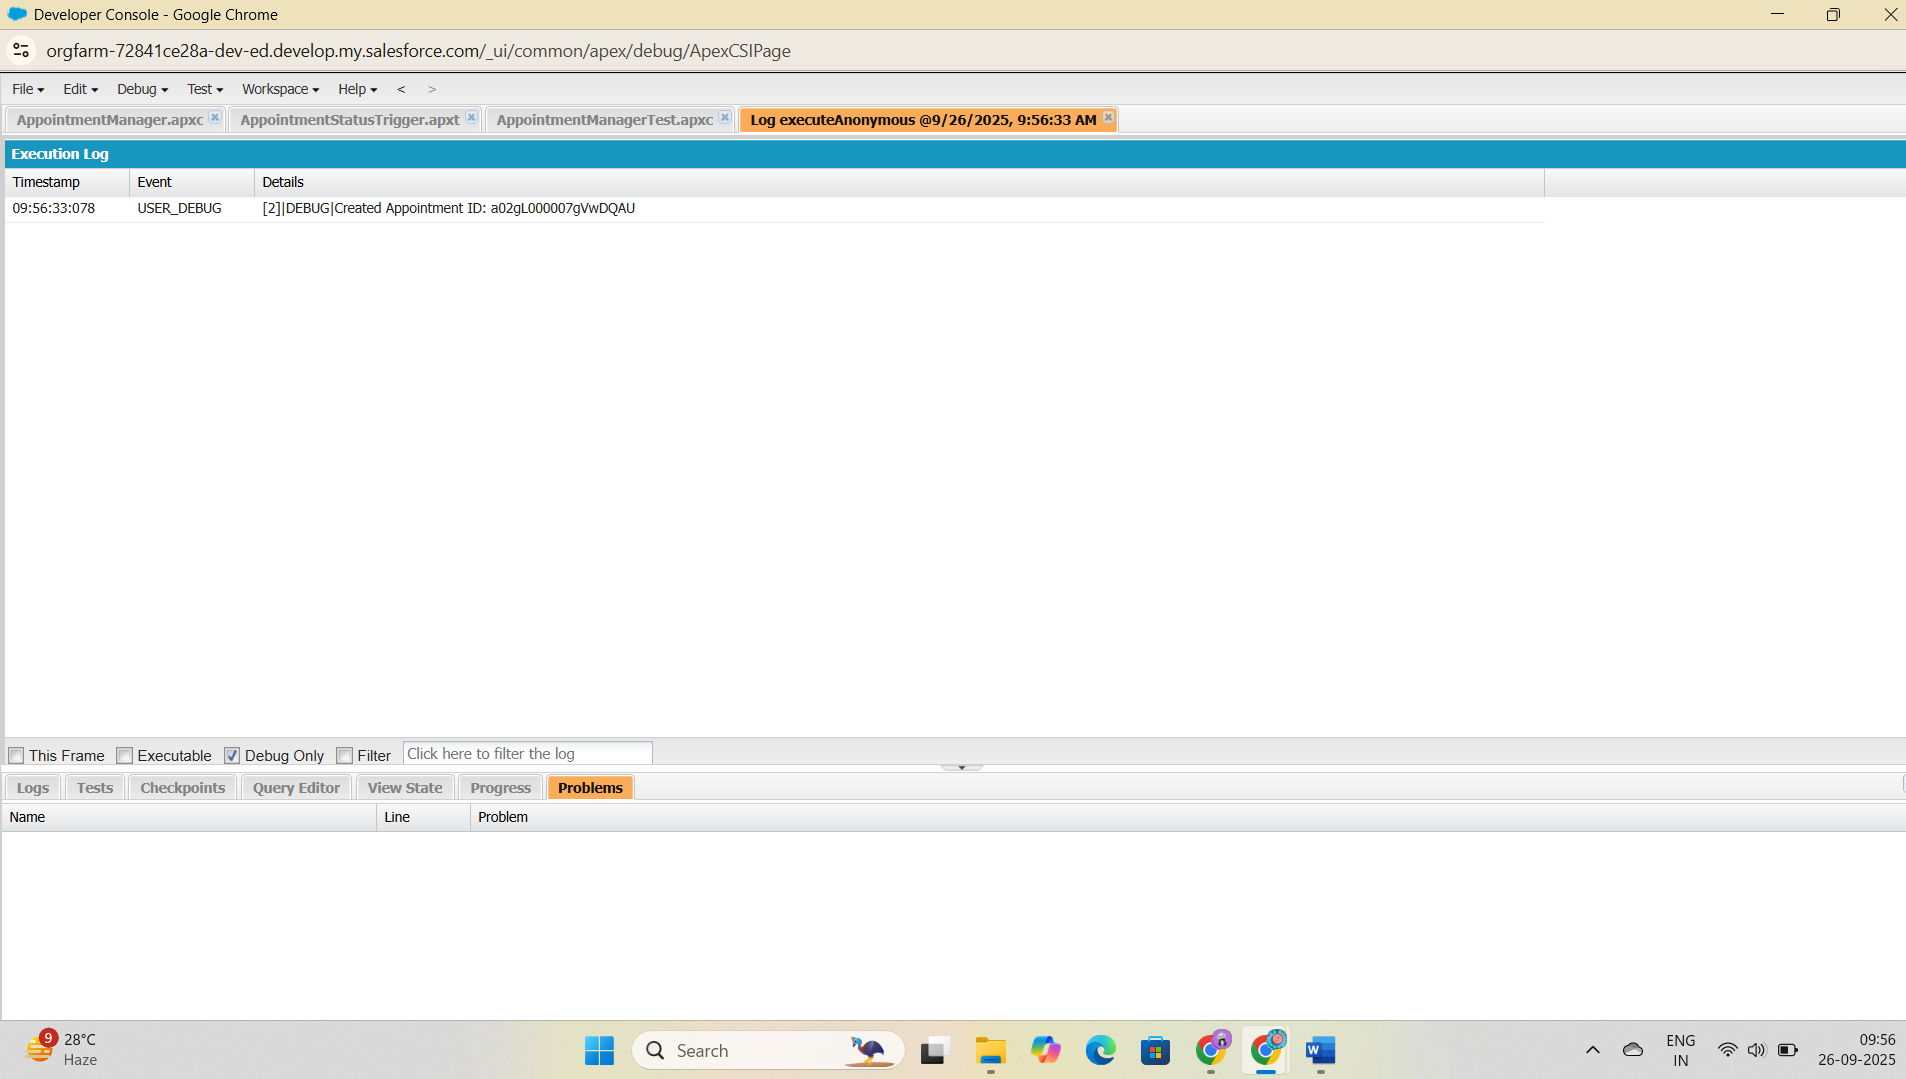 Developer Console - Google Chrome
orgfarm-72841ce28a-dev-ed.develop.my.salesforce.com/_ui/common/apex/debug/ApexCSIPage
File Edit Debug Test Workspace Help < >
AppointmentManager.apxc AppointmentStatusTrigger.apxt AppointmentManagerTest.apxc Log executeAnonymous @9/26/2025, 9:56:33 AM
Execution Log
Timestamp Event Details
09:56:33:078 USER_DEBUG [2]|DEBUG|Created Appointment ID: a02gL000007gVwDQAU
This Frame Executable Debug Only Filter Click here to filter the log
Logs Tests Checkpoints Query Editor View State Progress Problems
Name Line Problem
9 28°C
Haze
Search
ENG
IN
09:56
26-09-2025